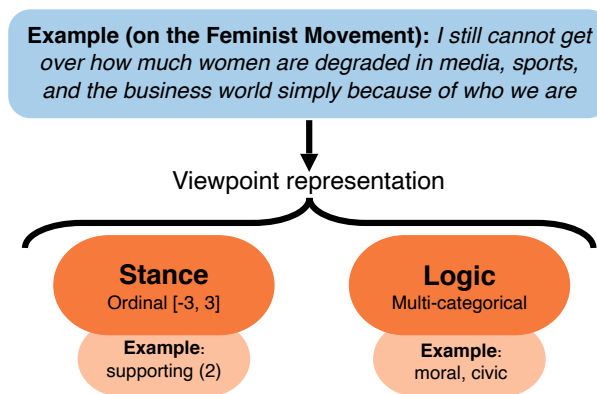 Example (on the Feminist Movement): I still cannot get
over how much women are degraded in media, sports,
and the business world simply because of who we are
Viewpoint representation
Stance
Ordinal [-3, 3]
Example:
supporting (2)
Logic
Multi-categorical
Example:
moral, civic